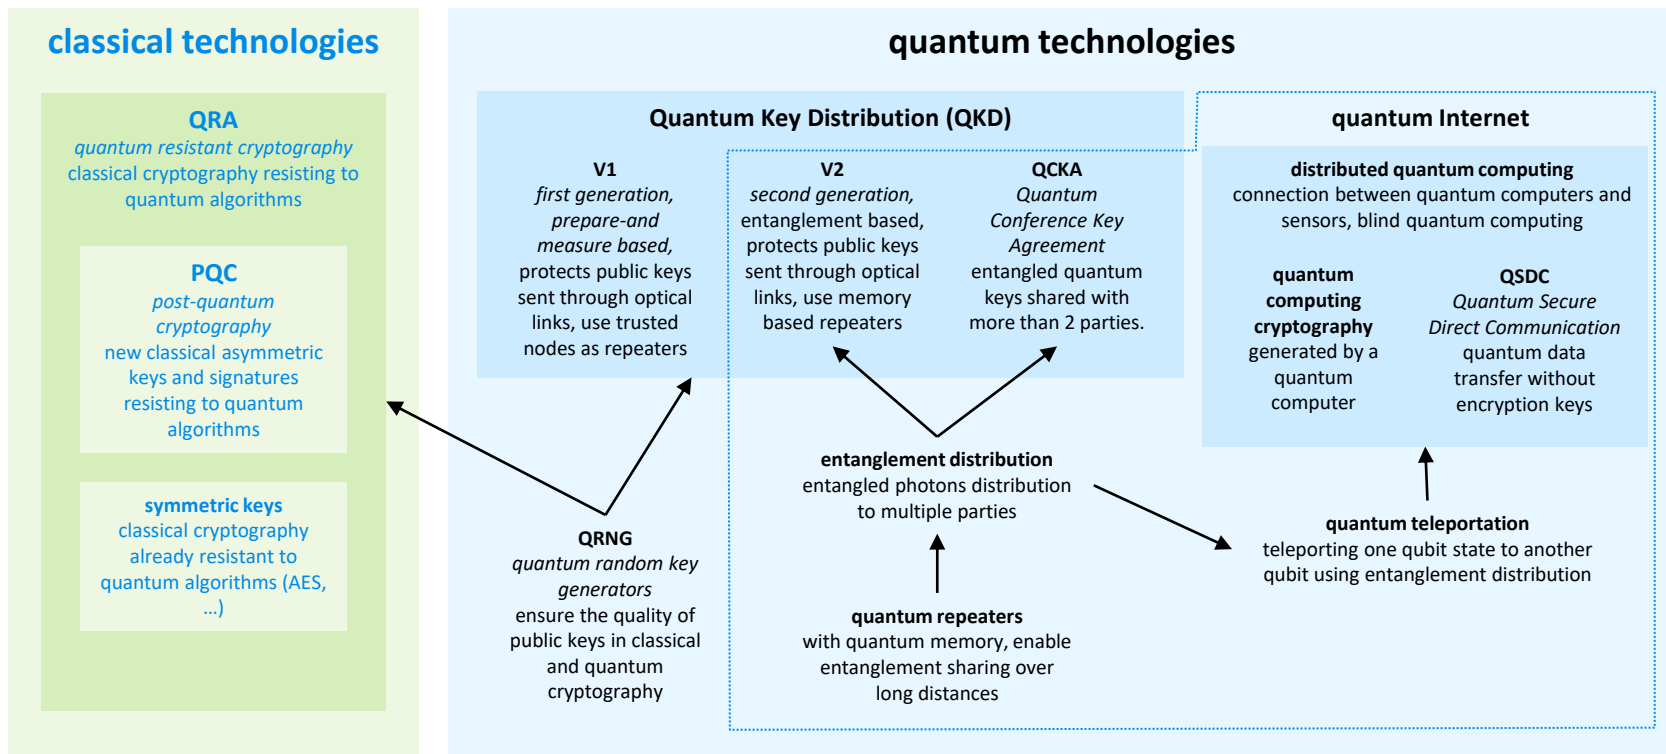 classical technologies
QRA
quantum resistant cryptography
classical cryptography resisting to
quantum algorithms
PQC
post-quantum
cryptography
new classical asymmetric
keys and signatures
resisting to quantum
algorithms
symmetric keys
classical cryptography
already resistant to
quantum algorithms (AES,
...)
quantum technologies
Quantum Key Distribution (QKD)
V1
first generation,
prepare-and
measure based,
protects public keys
sent through optical
links, use trusted
nodes as repeaters
V2
second generation,
entanglement based,
protects public keys
sent through optical
links, use memory
based repeaters
QCKA
Quantum
Conference Key
Agreement
entangled quantum
keys shared with
more than 2 parties.
quantum Internet
distributed quantum computing
connection between quantum computers and
sensors, blind quantum computing
quantum
computing
cryptography
generated by a
quantum
computer
QSDC
Quantum Secure
Direct Communication
quantum data
transfer without
encryption keys
entanglement distribution
entangled photons distribution
to multiple parties
QRNG
quantum random key
generators
ensure the quality of
public keys in classical
and quantum
cryptography
quantum repeaters
with quantum memory, enable
entanglement sharing over
long distances
quantum teleportation
teleporting one qubit state to another
qubit using entanglement distribution